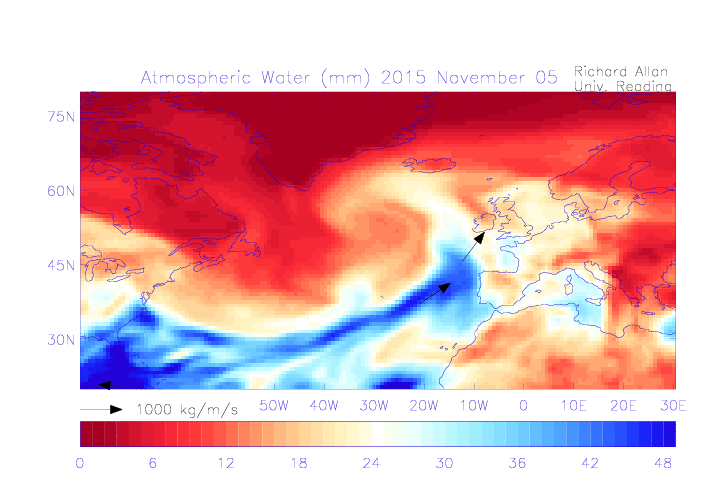 Atmospheric Water (mm) 2015 November 05
Richard Allan
Univ. Reading
75N
60N
45N
30N
1000 kg/m/s
50W 40W 30W 20W 10W 0 10E 20E 30E
0 6 12 18 24 30 36 42 48